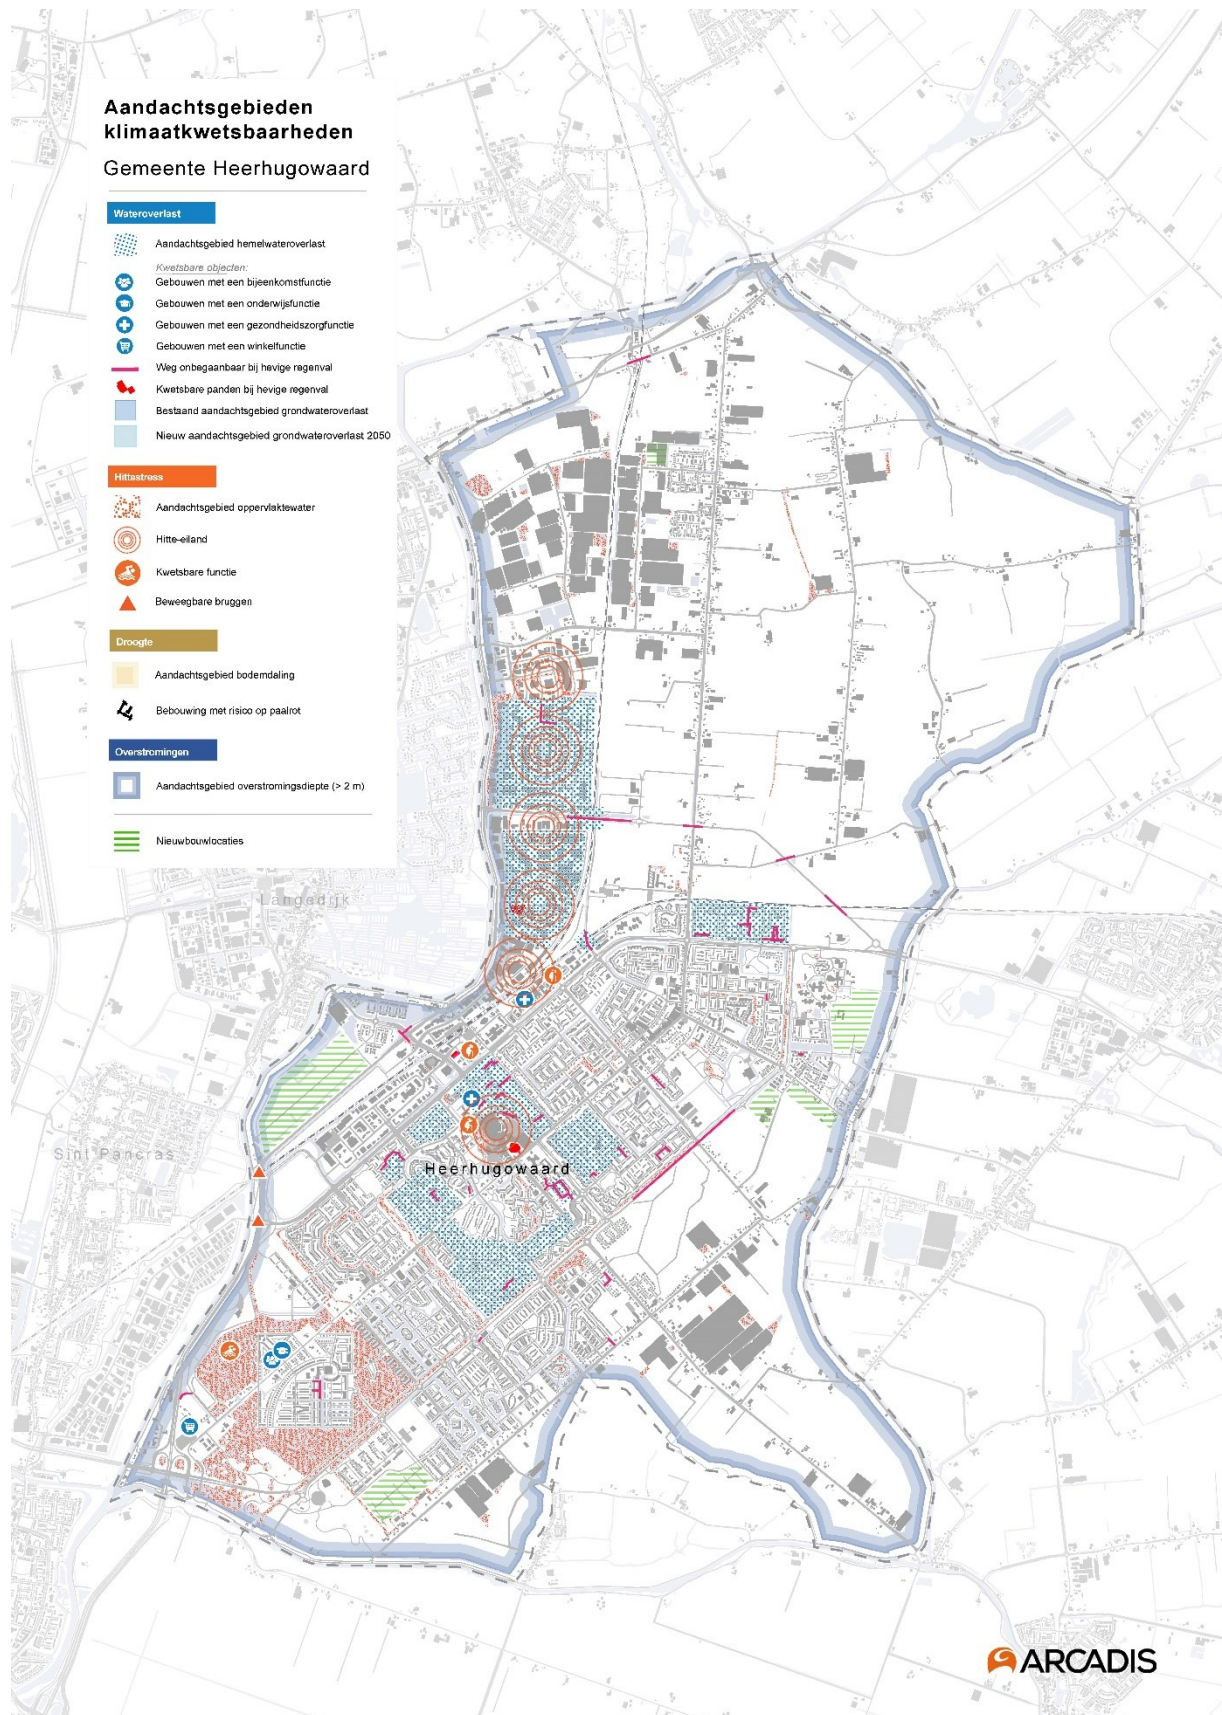 Aandachtsgebieden
klimaatkwetsbaarheden
Gemeente Heerhugowaard
Wateroverlast
Aandachtsgebied hemelwateroverlast
Kwetsbare objecten:
Gebouwen met een bijeenkomstfunctie
Gebouwen met een onderwijsfunctie
Gebouwen met een gezondheidszorgfunctie
Gebouwen met een winkelfunctie
Weg onbegaanbaar bij hevige regenval
Kwetsbare panden bij hevige regenval
Bestaand aandachtsgebied grondwateroverlast
Nieuw aandachtsgebied grondwateroverlast 2050
Hittestress
Aandachtsgebied oppervlaktewater
Hitte-eiland
Kwetsbare functie
Beweegbare bruggen
Droogte
Aandachtsgebied bodemdaling
Bebouwing met risico op paalrot
Overstromingen
Aandachtsgebied overstromingsdiepte (> 2 m)
Nieuwbouwlocaties
Langedijk
Sint Pancras
Heerhugowaard
ARCADIS